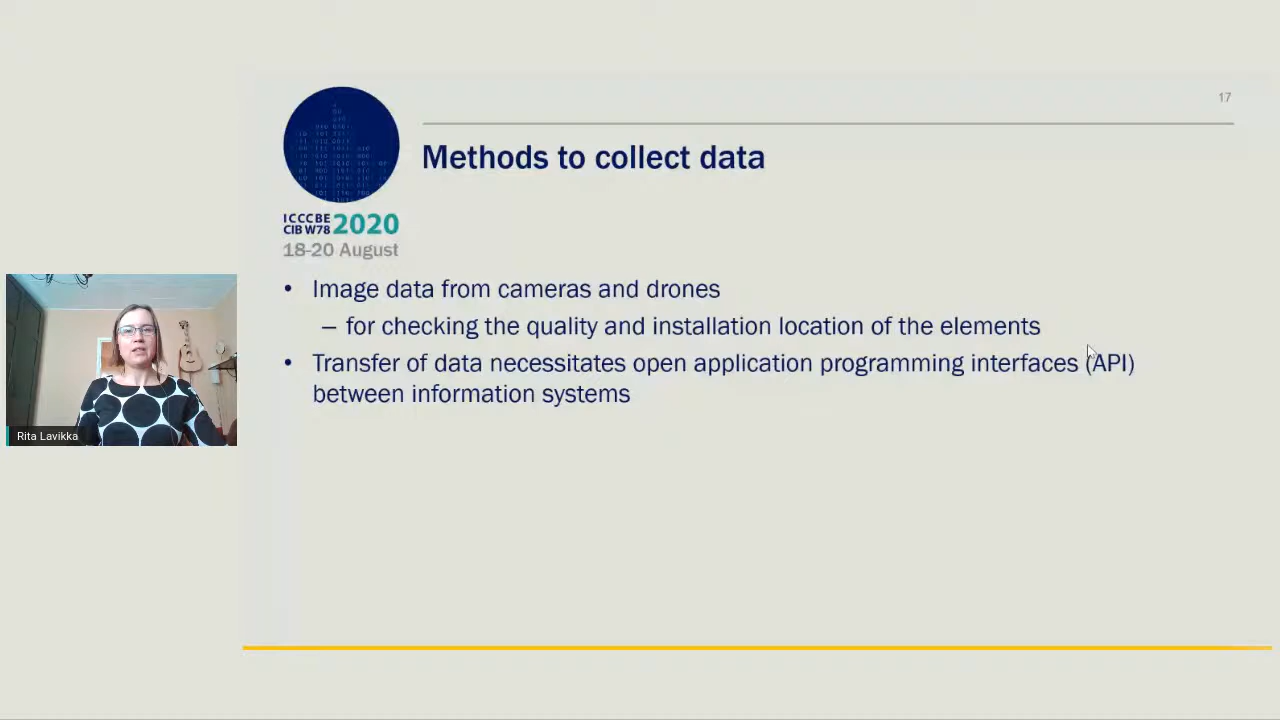 17
Methods to collect data
ICCCBE
CIB W78 2020
18-20 August
• Image data from cameras and drones
– for checking the quality and installation location of the elements
• Transfer of data necessitates open application programming interfaces (API)
between information systems
Rita Lavikka